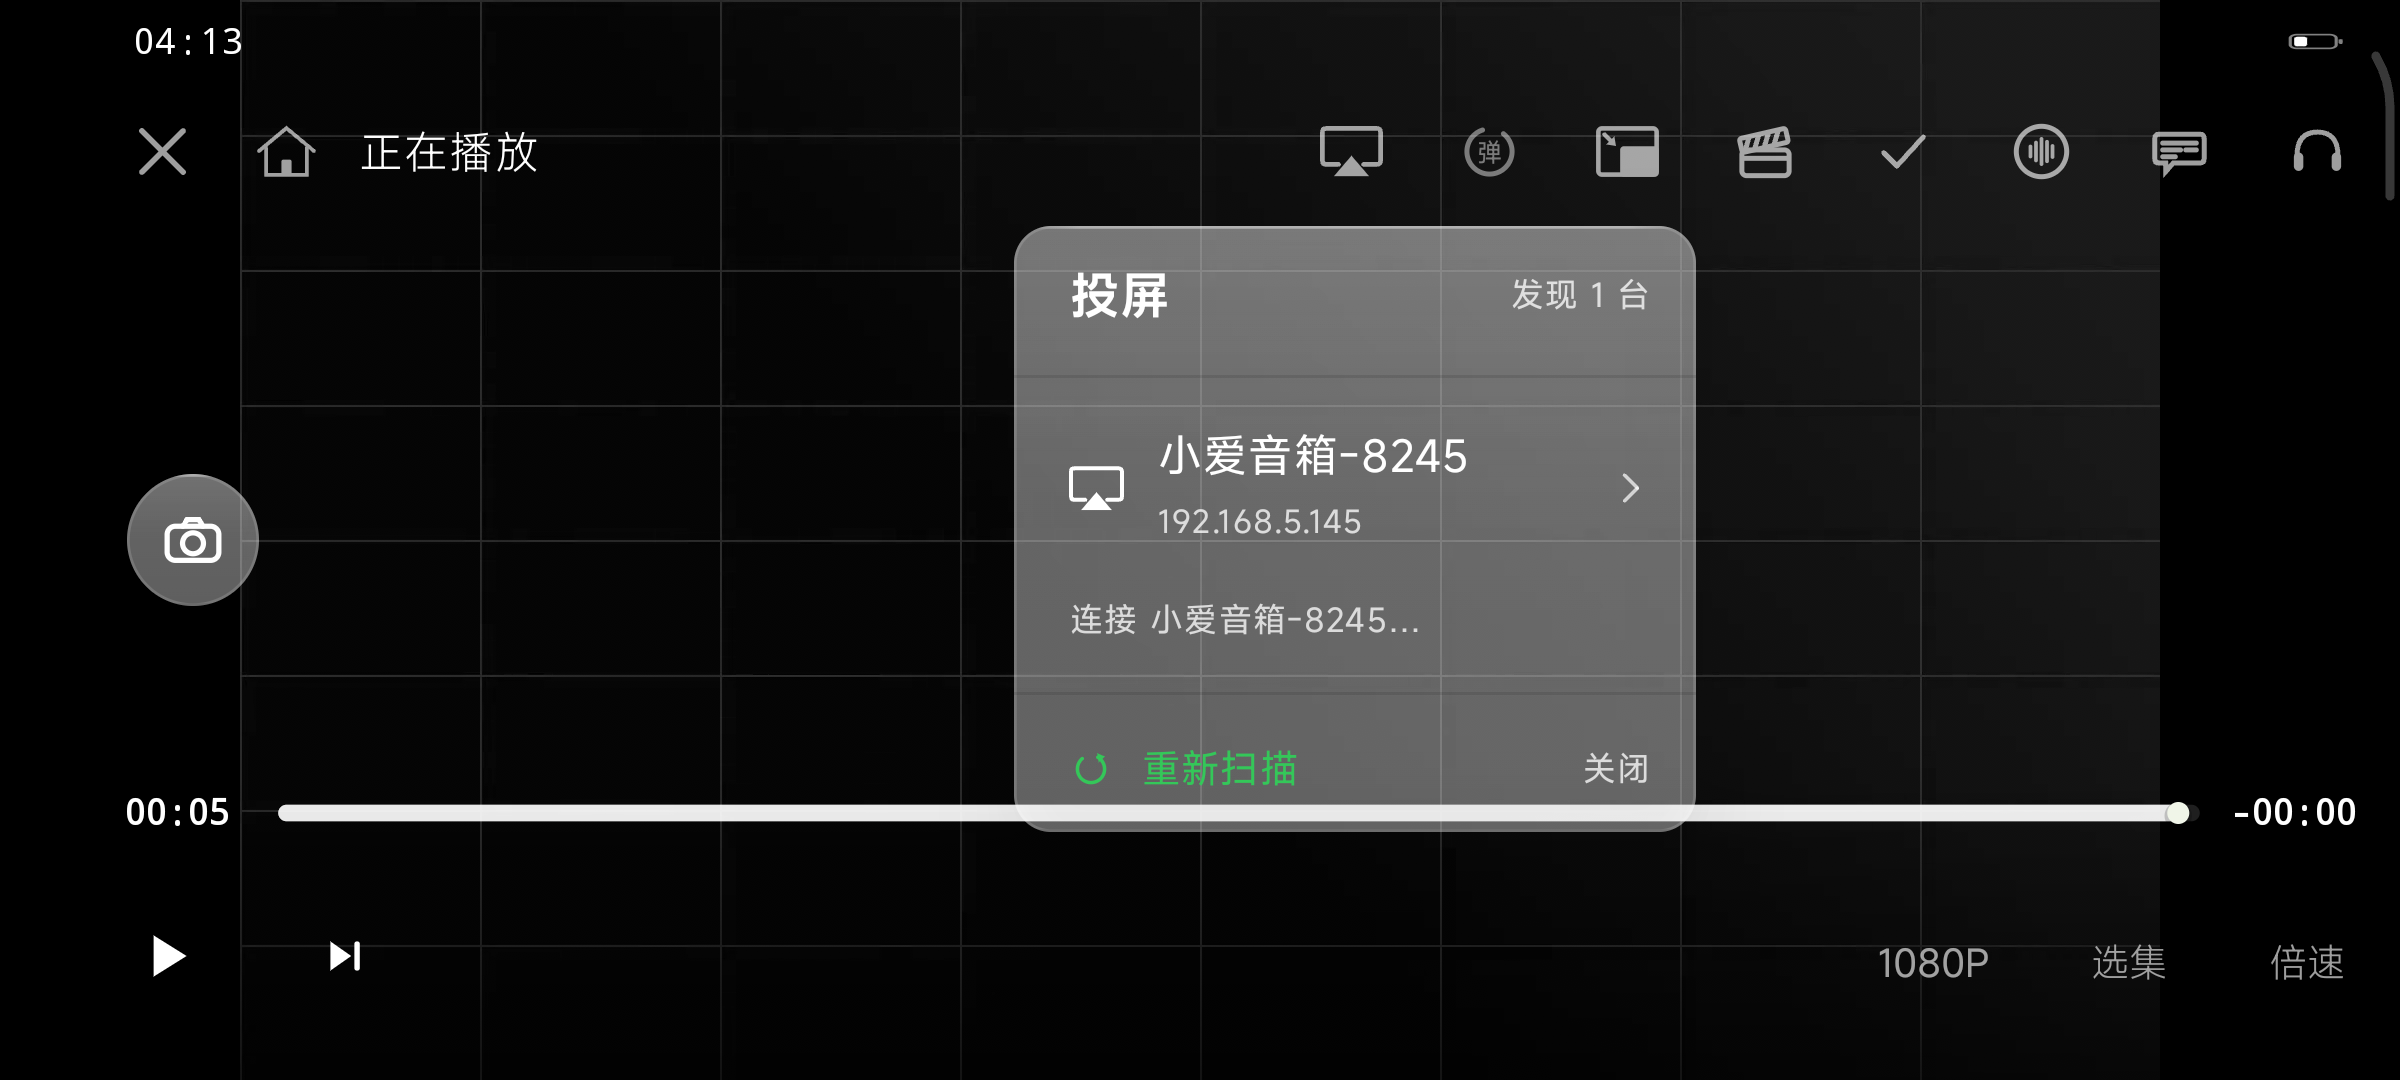 04:13
正在播放
弹
投屏
发现 1 台
小爱音箱-8245
192.168.5.145
连接 小爱音箱-8245...
重新扫描
关闭
00:05
-00:00
1080P
选集
倍速